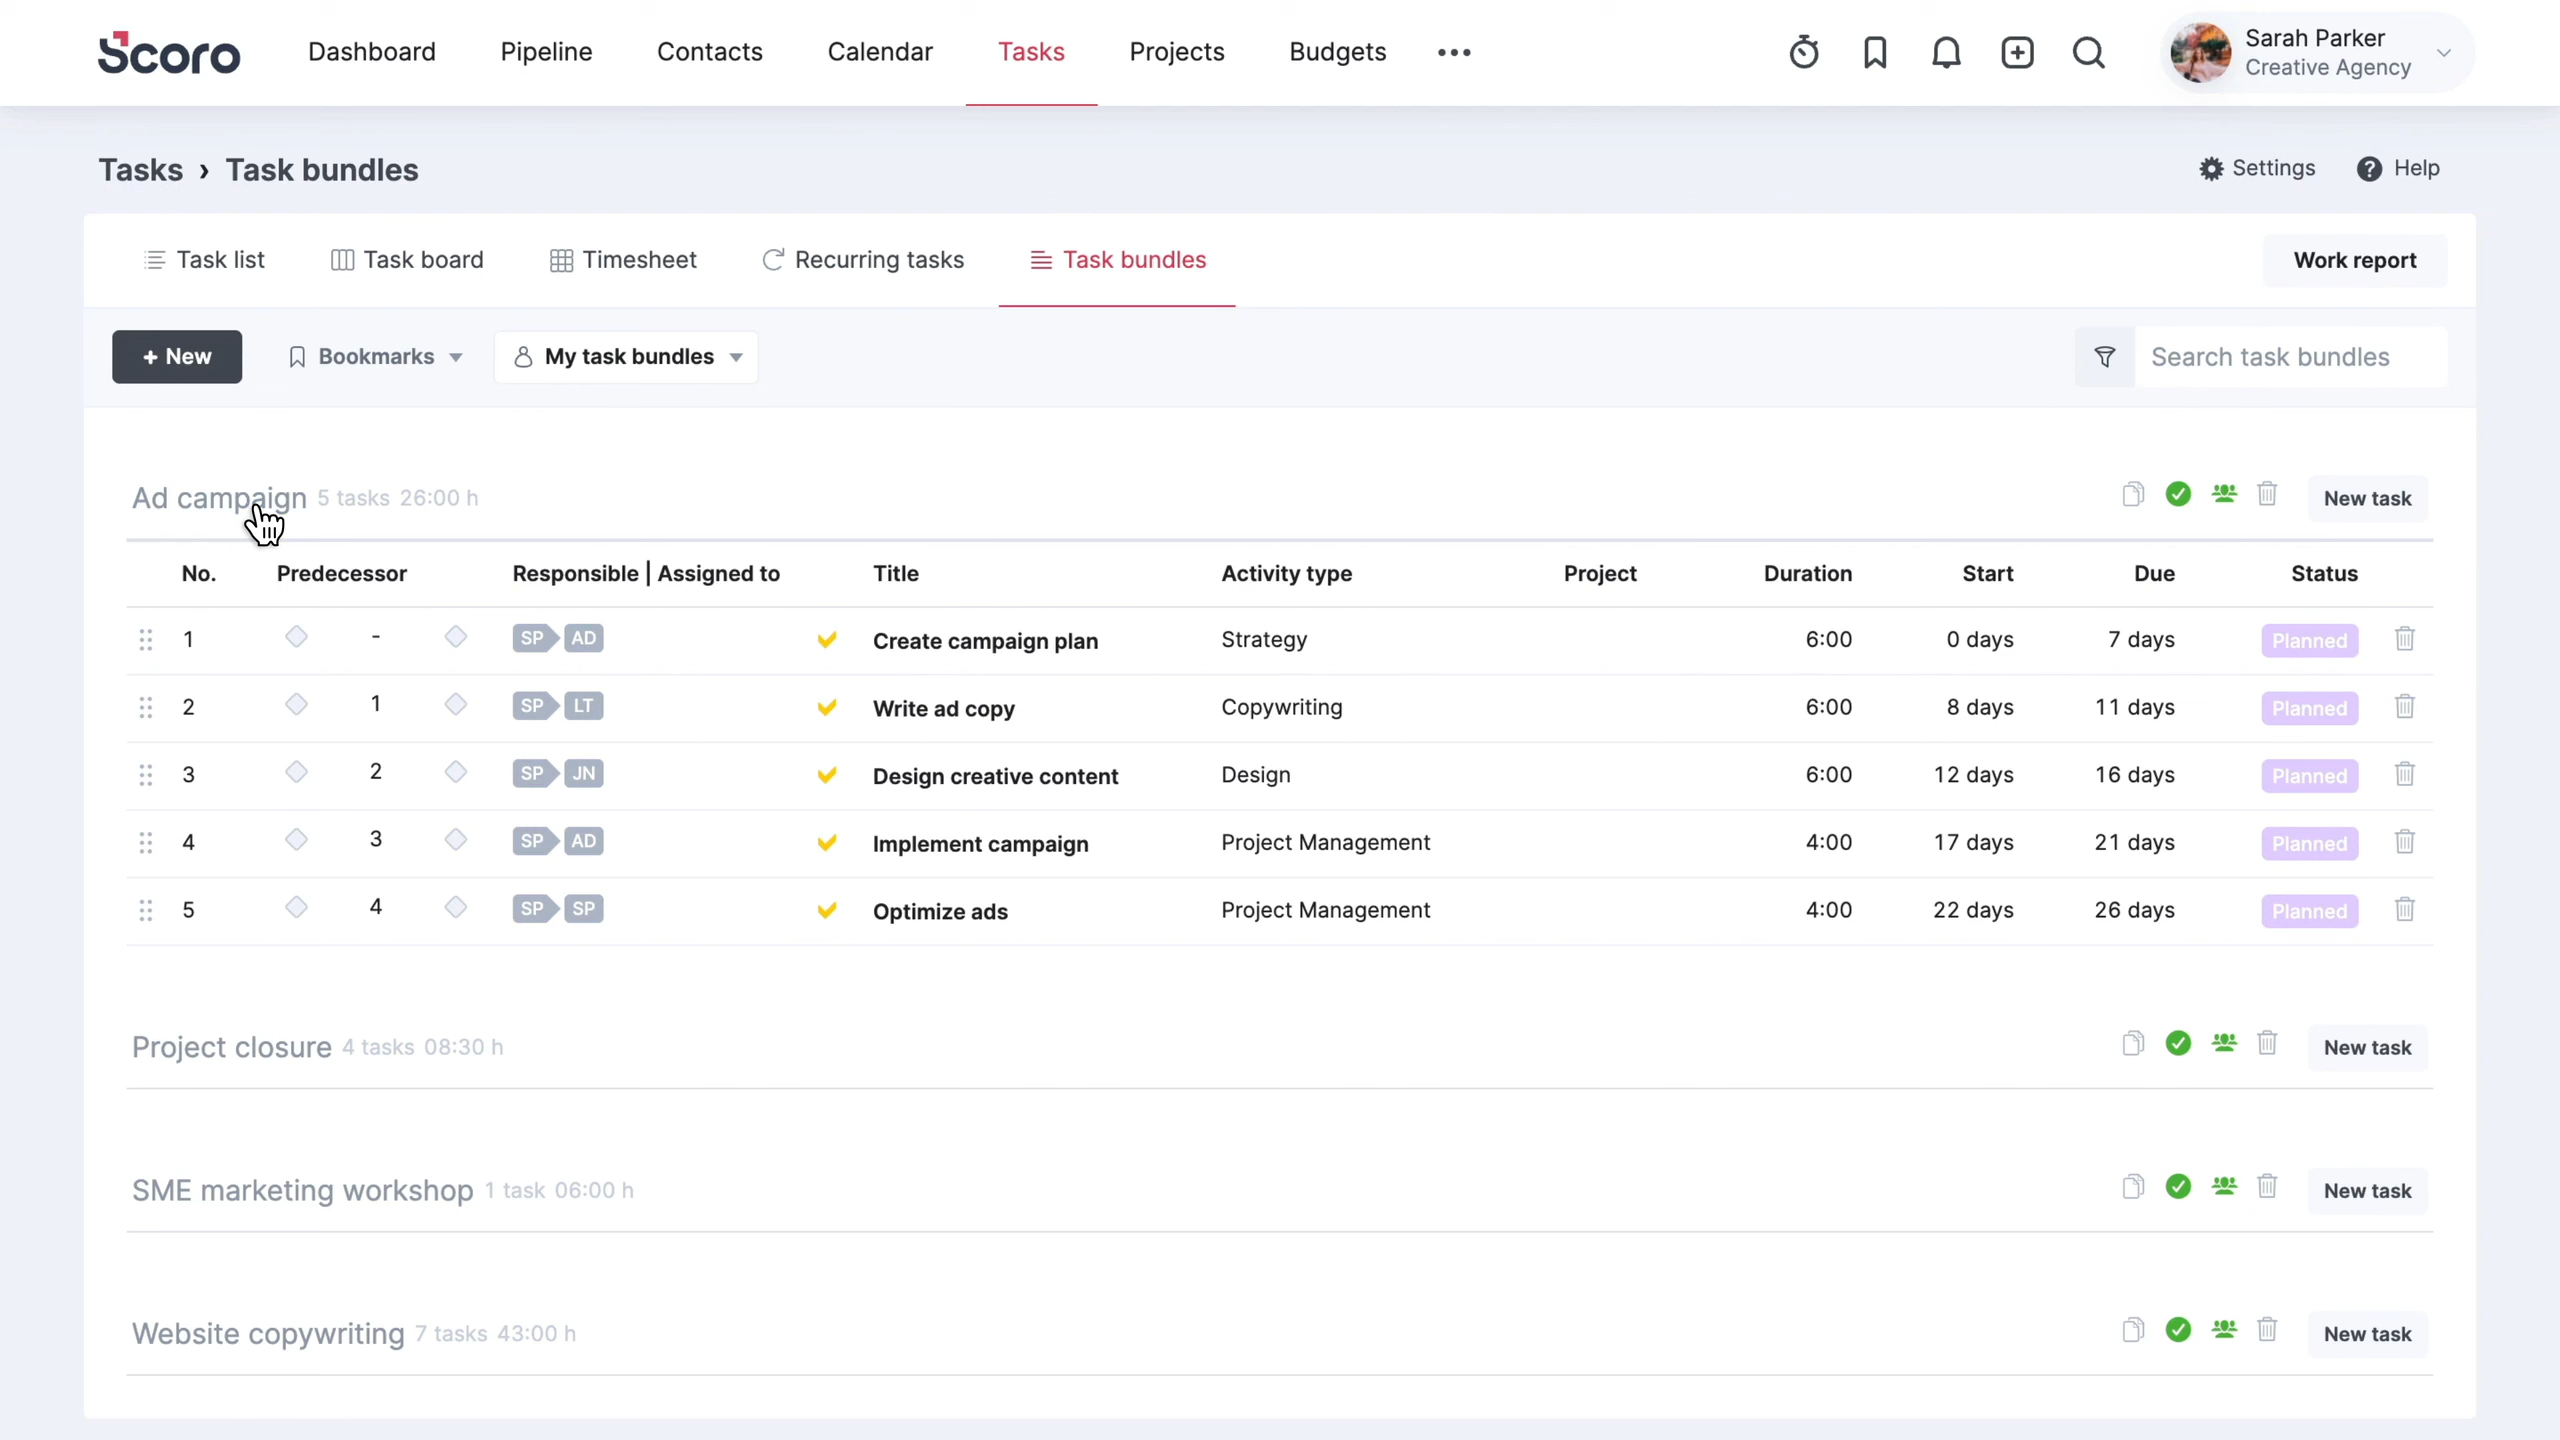 Scoro Dashboard Pipeline Contacts Calendar Tasks Projects Budgets Sarah Parker
Creative Agency
Tasks › Task bundles Settings ? Help
Task list Task board Timesheet Recurring tasks Task bundles Work report
+ New Bookmarks My task bundles Search task bundles
Ad campaign 5 tasks 26:00 h New task
No. Predecessor Responsible | Assigned to Title Activity type Project Duration Start Due Status
1 - SP AD Create campaign plan Strategy 6:00 0 days 7 days Planned
2 1 SP LT Write ad copy Copywriting 6:00 8 days 11 days Planned
3 2 SP JN Design creative content Design 6:00 12 days 16 days Planned
4 3 SP AD Implement campaign Project Management 4:00 17 days 21 days Planned
5 4 SP SP Optimize ads Project Management 4:00 22 days 26 days Planned
Project closure 4 tasks 08:30 h New task
SME marketing workshop 1 task 06:00 h New task
Website copywriting 7 tasks 43:00 h New task